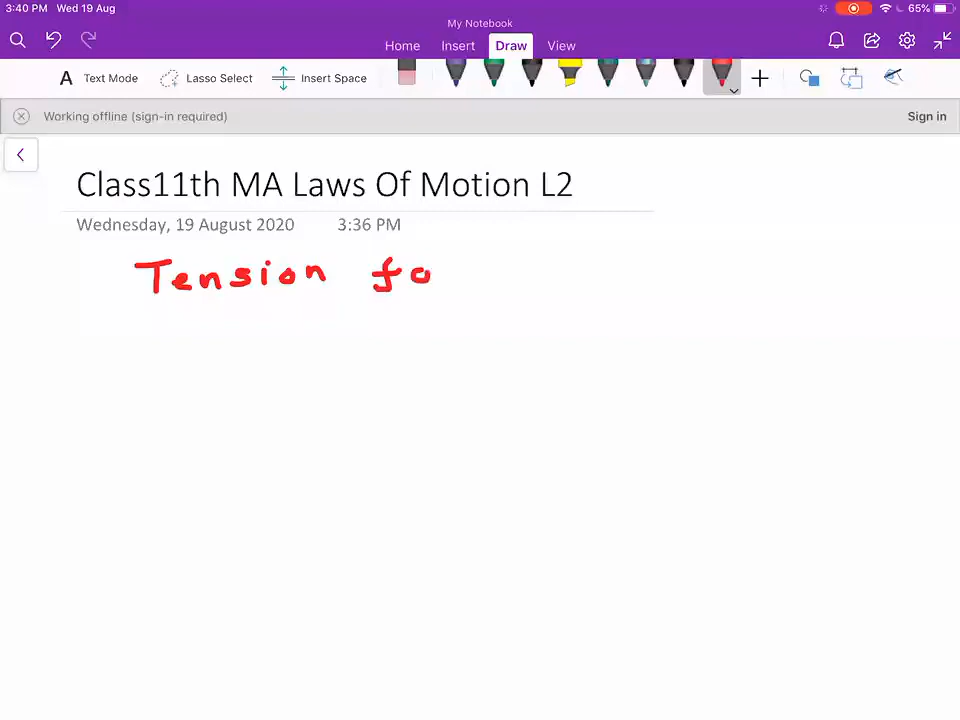 3:40 PM Wed 19 Aug
65%
My Notebook
Home Insert Draw View
A Text Mode Lasso Select Insert Space
Working offline (sign-in required) Sign in
Class11th MA Laws Of Motion L2
Wednesday, 19 August 2020 3:36 PM
Tension fo